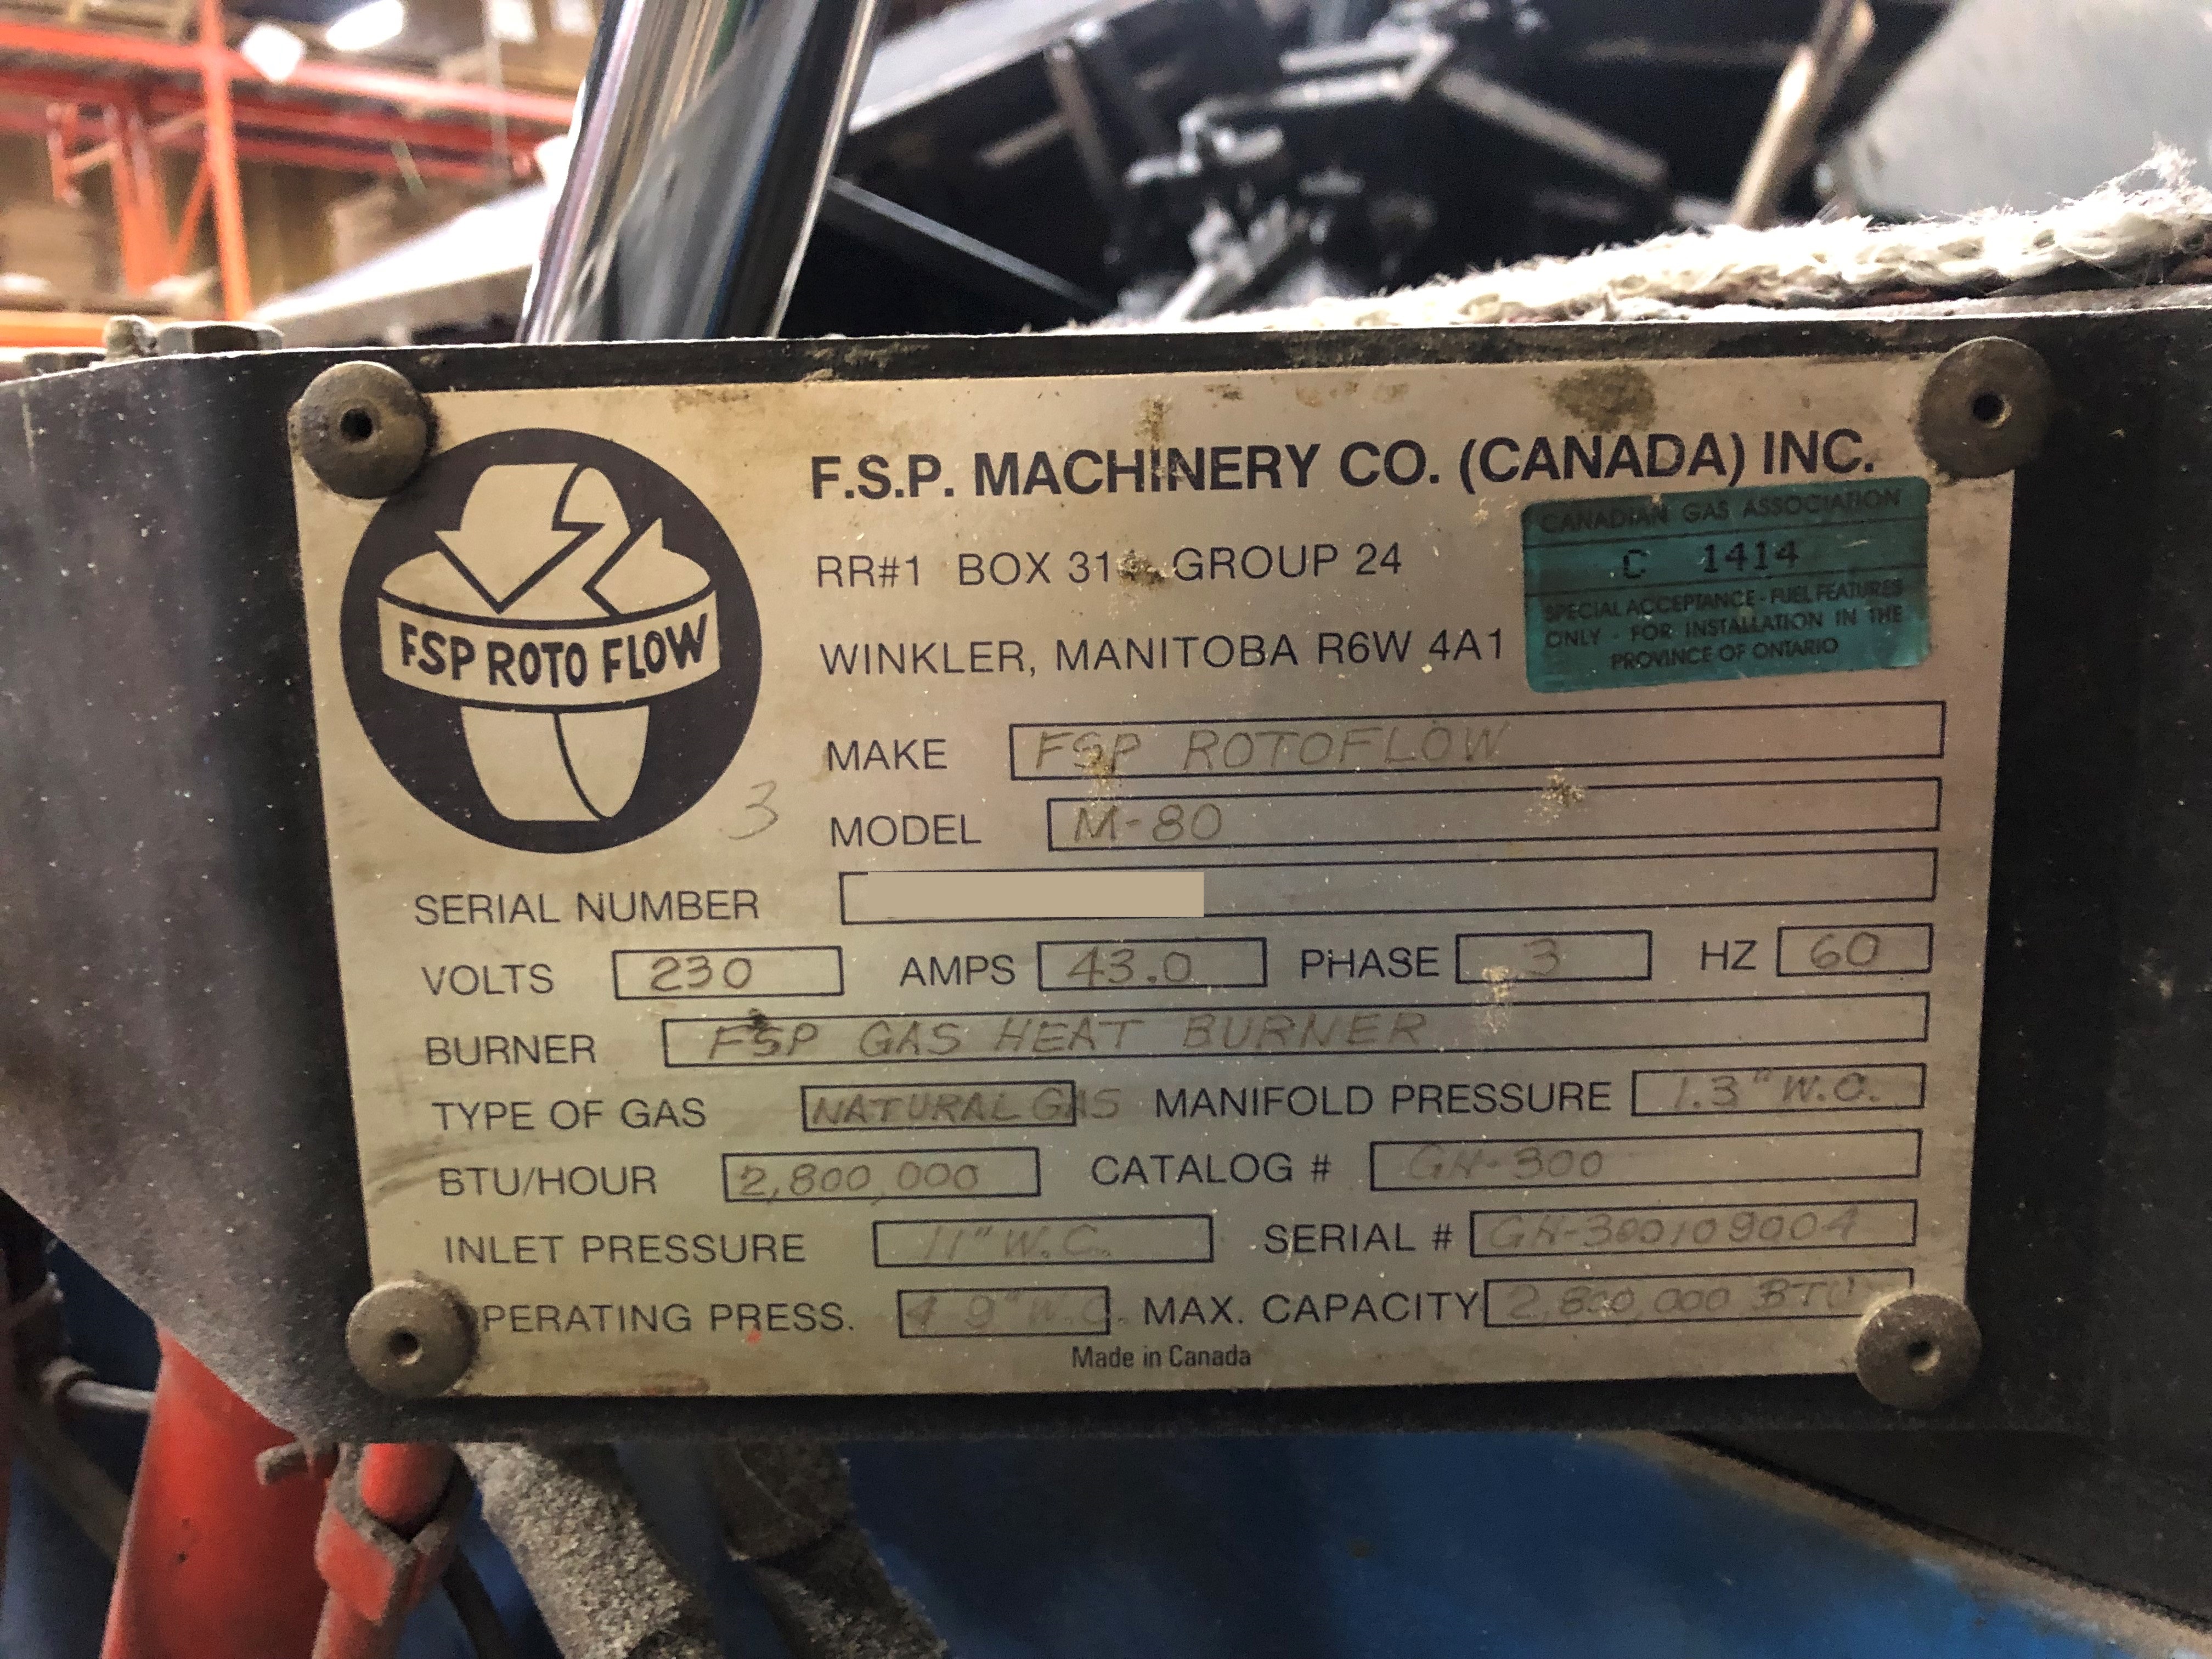 F.S.P. MACHINERY CO. (CANADA) INC.
RR#1 BOX 314 GROUP 24
WINKLER, MANITOBA R6W 4A1
CANADIAN GAS ASSOCIATION
C 1414
SPECIAL ACCEPTANCE - FUEL FEATURES
ONLY - FOR INSTALLATION IN THE
PROVINCE OF ONTARIO
FSP ROTO FLOW
MAKE FSP ROTOFLOW
3
MODEL M-80
SERIAL NUMBER
VOLTS 230 AMPS 43.0 PHASE 3 HZ 60
BURNER FSP GAS HEAT BURNER
TYPE OF GAS NATURAL GAS MANIFOLD PRESSURE 1.3" W.C.
BTU/HOUR 2,800,000 CATALOG # GH-300
INLET PRESSURE 11" W.C. SERIAL # GH-300109004
OPERATING PRESS. 4-9" W.C. MAX. CAPACITY 2,800,000 BTU
Made in Canada